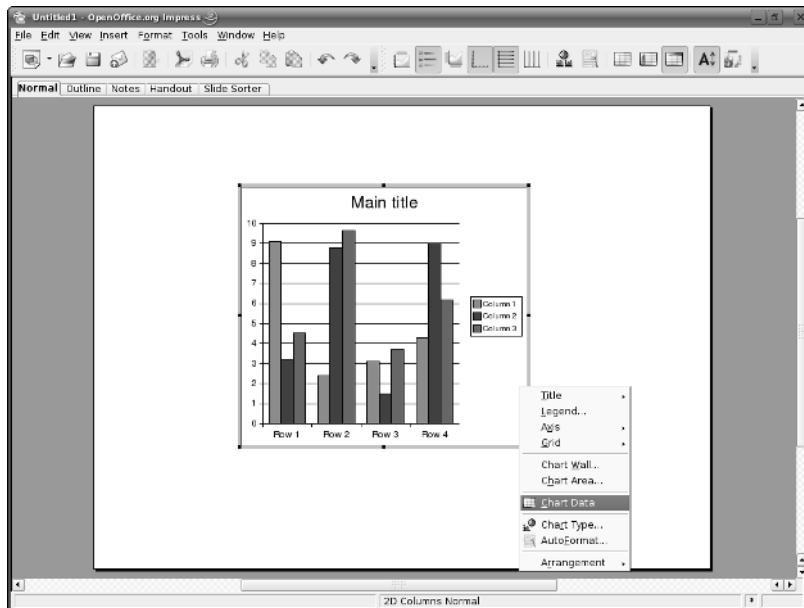 Untitled1 - OpenOffice.org Impress
File Edit View Insert Format Tools Window Help
Normal Outline Notes Handout Slide Sorter
Main title
10
9
8
7
6
5
4
3
2
1
0
Row 1 Row 2 Row 3 Row 4
Column 1
Column 2
Column 3
Title
Legend...
Axis
Grid
Chart Wall...
Chart Area...
Chart Data
Chart Type...
AutoFormat...
Arrangement
2D Columns Normal
*